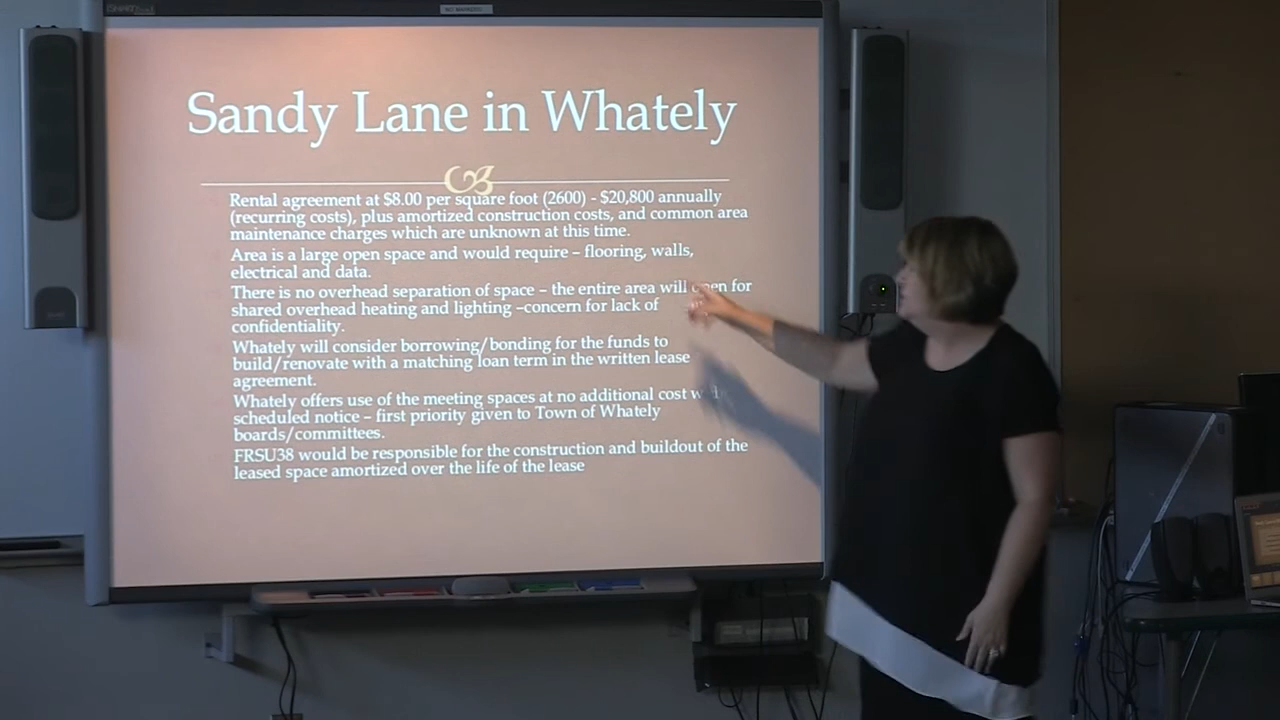 NO MARKERS
Sandy Lane in Whately
Rental agreement at $8.00 per square foot (2600) - $20,800 annually
(recurring costs), plus amortized construction costs, and common area
maintenance charges which are unknown at this time.
Area is a large open space and would require – flooring, walls,
electrical and data.
There is no overhead separation of space – the entire area will open for
shared overhead heating and lighting –concern for lack of
confidentiality.
Whately will consider borrowing/bonding for the funds to
build/renovate with a matching loan term in the written lease
agreement.
Whately offers use of the meeting spaces at no additional cost
scheduled notice – first priority given to Town of Whately
boards/committees.
FRSU38 would be responsible for the construction and buildout of the
leased space amortized over the life of the lease